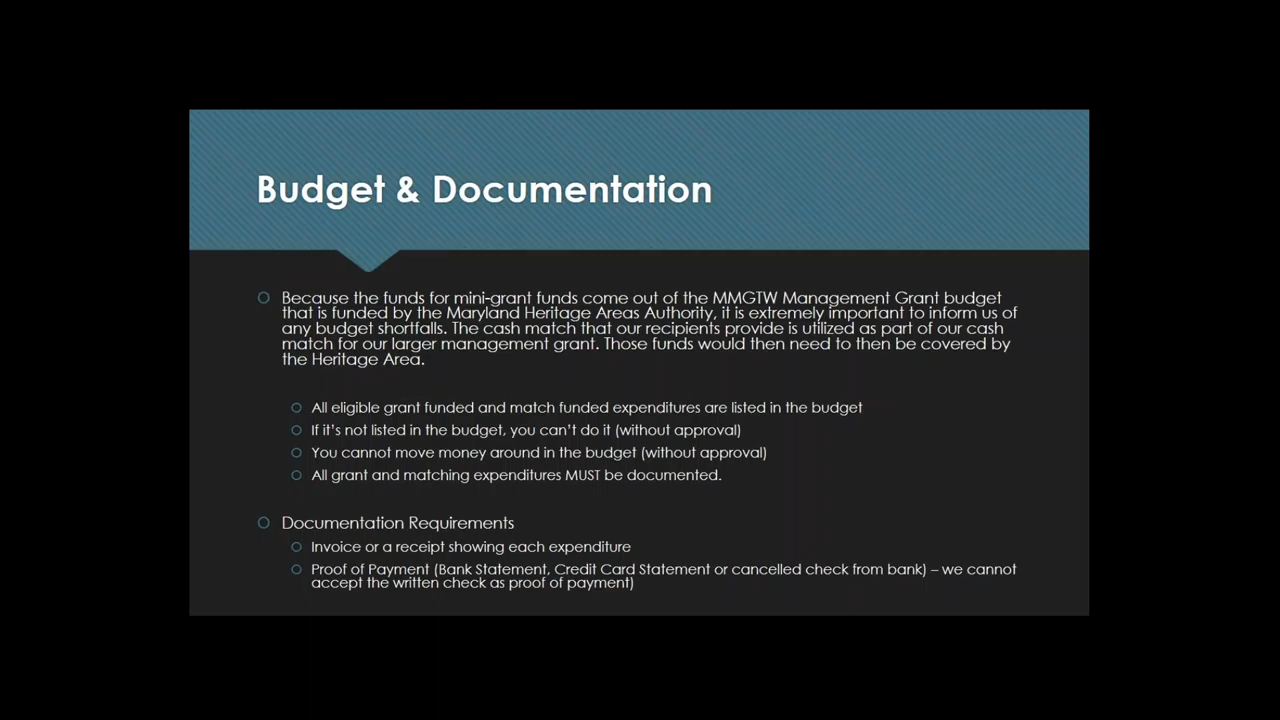 Budget & Documentation
Because the funds for mini-grant funds come out of the MMGTW Management Grant budget
that is funded by the Maryland Heritage Areas Authority, it is extremely important to inform us of
any budget shortfalls. The cash match that our recipients provide is utilized as part of our cash
match for our larger management grant. Those funds would then need to then be covered by
the Heritage Area.
All eligible grant funded and match funded expenditures are listed in the budget
If it's not listed in the budget, you can't do it (without approval)
You cannot move money around in the budget (without approval)
All grant and matching expenditures MUST be documented.
Documentation Requirements
Invoice or a receipt showing each expenditure
Proof of Payment (Bank Statement, Credit Card Statement or cancelled check from bank) – we cannot
accept the written check as proof of payment)